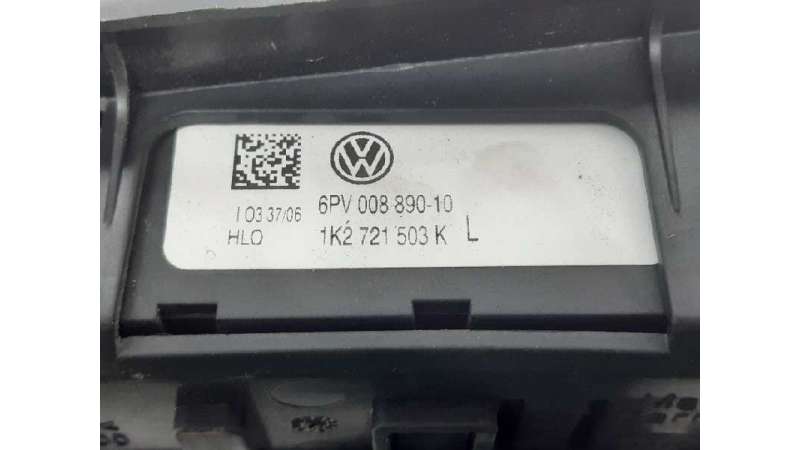 VW
6PV 008 890-10
I 03 37/06
HLO 1K2 721 503 K L